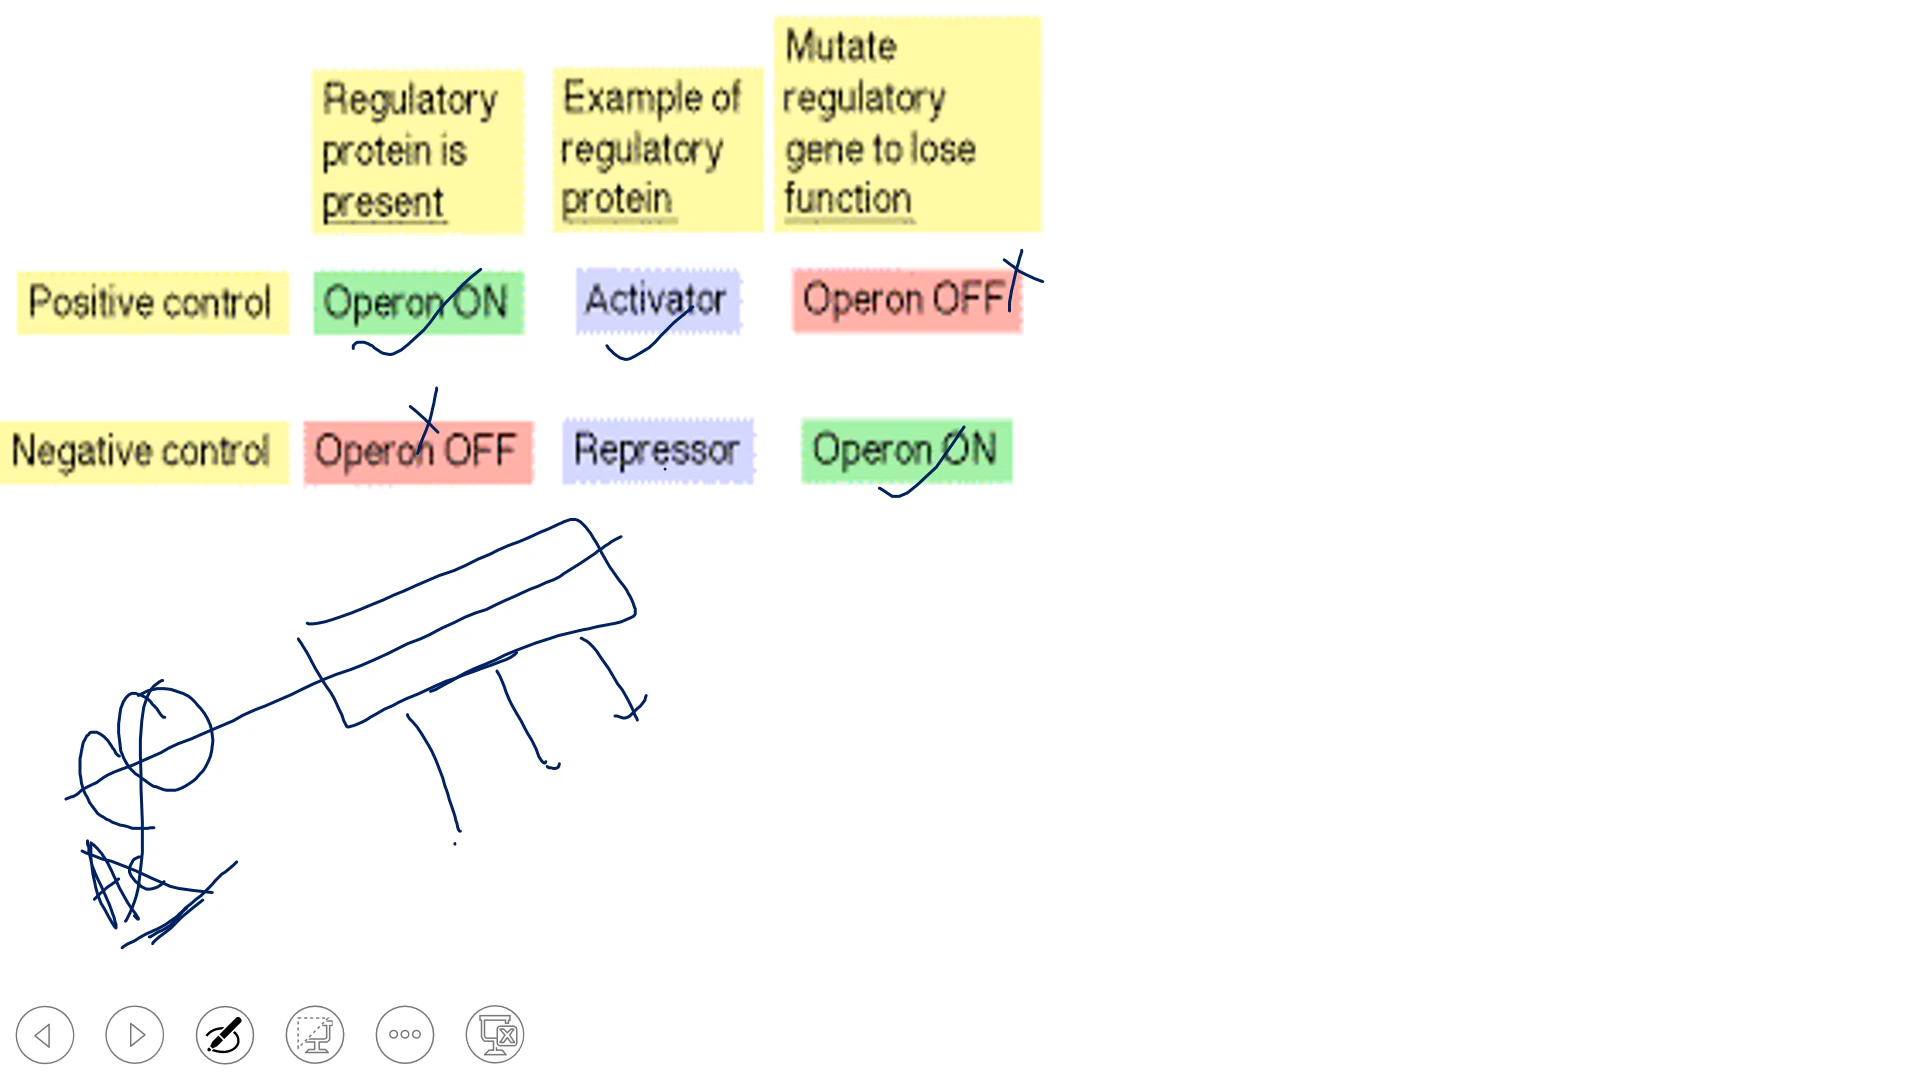 Mutate
regulatory
gene to lose
function
Regulatory
protein is
present
Example of
regulatory
protein
Positive control
Operon ON
Activator
Operon OFF
Negative control
Operon OFF
Repressor
Operon ON